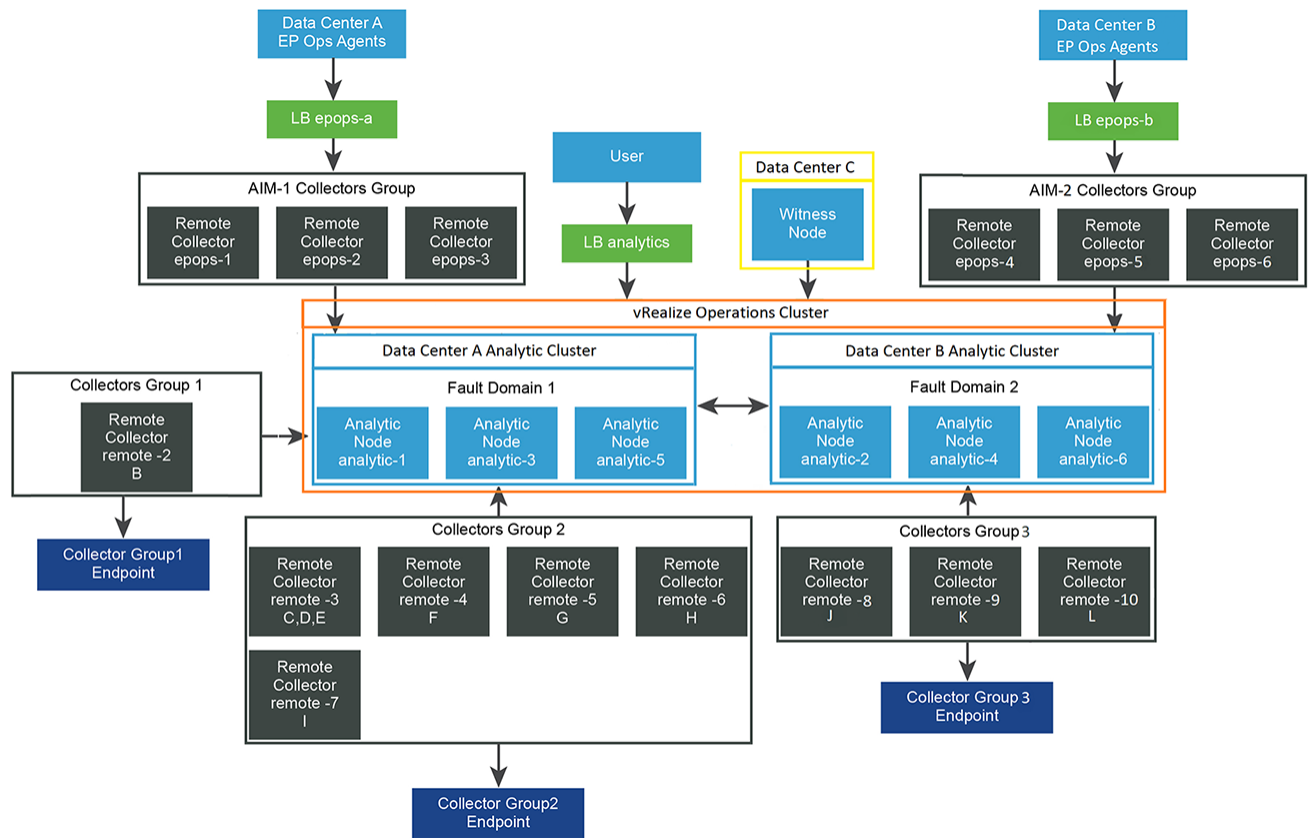 Data Center A
EP Ops Agents
Data Center B
EP Ops Agents
LB epops-a
LB epops-b
User
Data Center C
Witness
Node
LB analytics
AIM-1 Collectors Group
Remote
Collector
epops-1
Remote
Collector
epops-2
Remote
Collector
epops-3
AIM-2 Collectors Group
Remote
Collector
epops-4
Remote
Collector
epops-5
Remote
Collector
epops-6
vRealize Operations Cluster
Data Center A Analytic Cluster
Fault Domain 1
Analytic
Node
analytic-1
Analytic
Node
analytic-3
Analytic
Node
analytic-5
Data Center B Analytic Cluster
Fault Domain 2
Analytic
Node
analytic-2
Analytic
Node
analytic-4
Analytic
Node
analytic-6
Collectors Group 1
Remote
Collector
remote -2
B
Collector Group1
Endpoint
Collectors Group 2
Remote
Collector
remote -3
C,D,E
Remote
Collector
remote -4
F
Remote
Collector
remote -5
G
Remote
Collector
remote -6
H
Remote
Collector
remote -7
I
Collector Group2
Endpoint
Collectors Group 3
Remote
Collector
remote -8
J
Remote
Collector
remote -9
K
Remote
Collector
remote -10
L
Collector Group 3
Endpoint